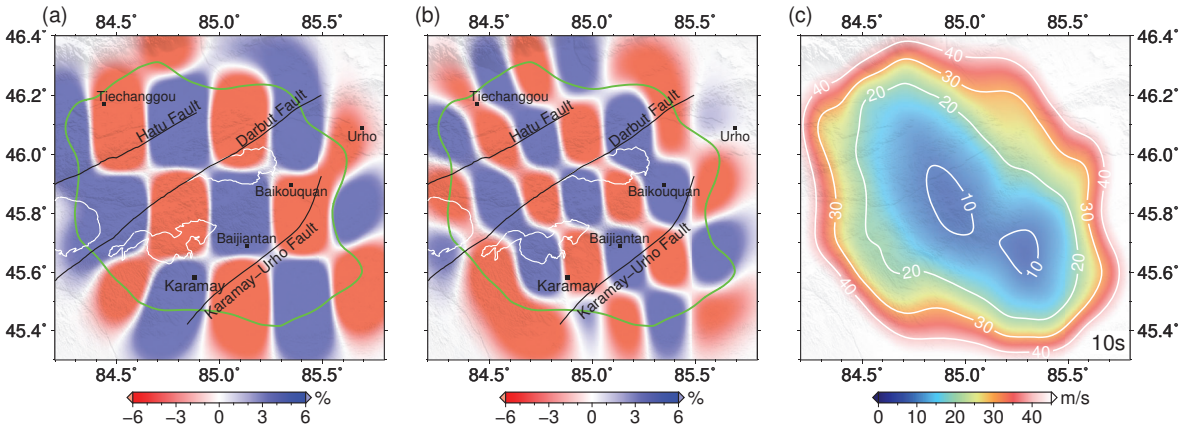 (a)
84.5° 85.0° 85.5°
46.4°
46.2°
46.0°
45.8°
45.6°
45.4°
Tiechanggou
Hatu Fault
Darbut Fault
Urho
Baikouquan
Baijiantan
Karamay
Karamay–Urho Fault
84.5° 85.0° 85.5°
%
−6 −3 0 3 6
(b)
84.5° 85.0° 85.5°
Tiechanggou
Hatu Fault
Darbut Fault
Urho
Baikouquan
Baijiantan
Karamay
Karamay–Urho Fault
84.5° 85.0° 85.5°
%
−6 −3 0 3 6
(c)
84.5° 85.0° 85.5°
46.4°
46.2°
46.0°
45.8°
45.6°
45.4°
40 40
30
20 20
30
40
10
30
10
20 20
40
30
40
10s
84.5° 85.0° 85.5°
m/s
0 10 20 30 40